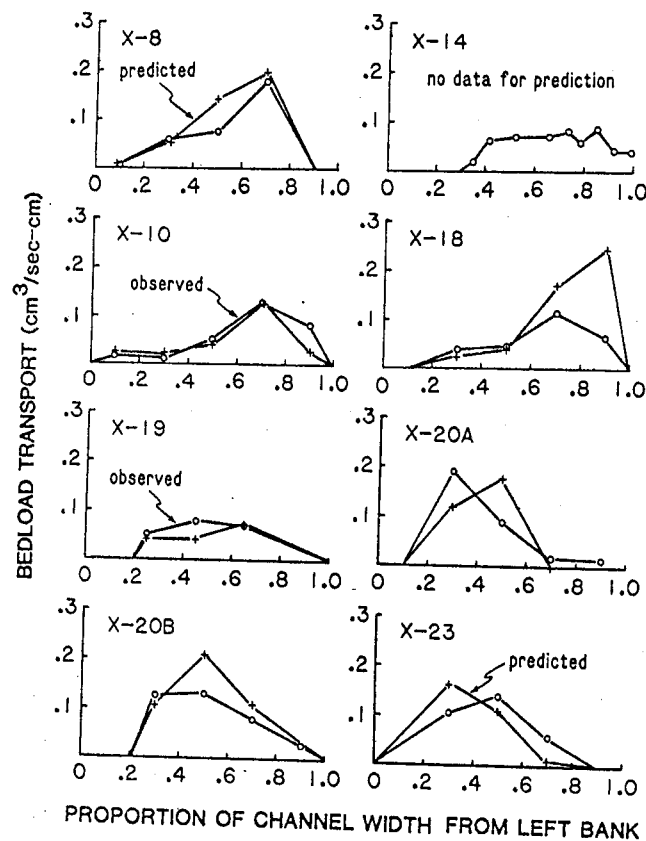 BEDLOAD TRANSPORT (cm³/sec-cm)
X-8
predicted
.3
.2
.1
0 .2 .4 .6 .8 1.0
X-14
no data for prediction
.3
.2
.1
0 .2 .4 .6 .8 1.0
X-10
observed
.3
.2
.1
0 .2 .4 .6 .8 1.0
X-18
.3
.2
.1
0 .2 .4 .6 .8 1.0
X-19
observed
.3
.2
.1
0 .2 .4 .6 .8 1.0
X-20A
.3
.2
.1
0 .2 .4 .6 .8 1.0
X-20B
.3
.2
.1
0 .2 .4 .6 .8 1.0
X-23
predicted
.3
.2
.1
0 .2 .4 .6 .8 1.0
PROPORTION OF CHANNEL WIDTH FROM LEFT BANK